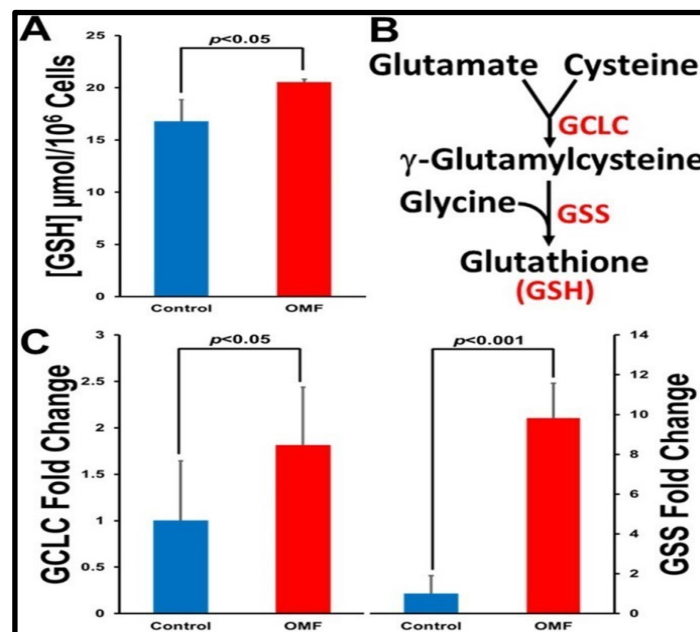 A
p<0.05
25
20
15
10
5
0
[GSH] µmol/10⁶ Cells
Control OMF
B
Glutamate Cysteine
GCLC
γ-Glutamylcysteine
Glycine
GSS
Glutathione
(GSH)
C
p<0.05
3
2.5
2
1.5
1
0.5
0
GCLC Fold Change
Control OMF
p<0.001
14
12
10
8
6
4
2
0
GSS Fold Change
Control OMF